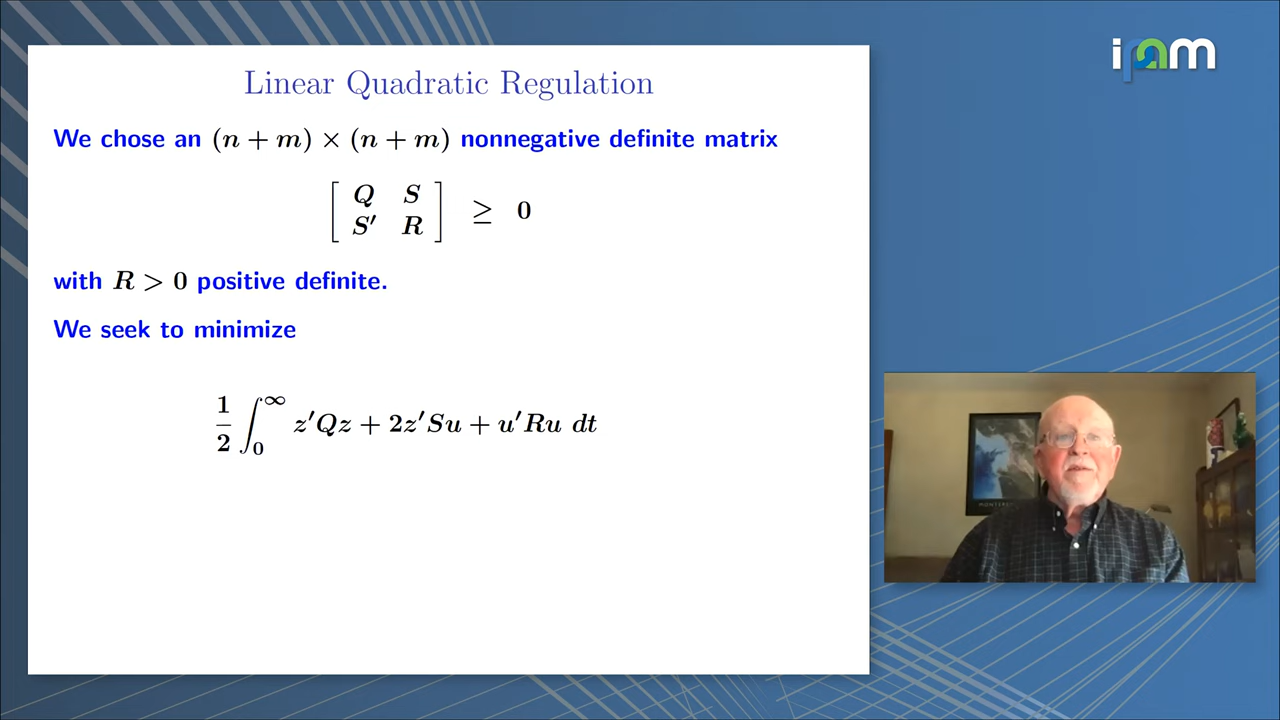 ipam
Linear Quadratic Regulation
We chose an (n + m) × (n + m) nonnegative definite matrix
[ Q S
S′ R ] ≥ 0
with R > 0 positive definite.
We seek to minimize
1/2 ∫₀^∞ z′Qz + 2z′Su + u′Ru dt